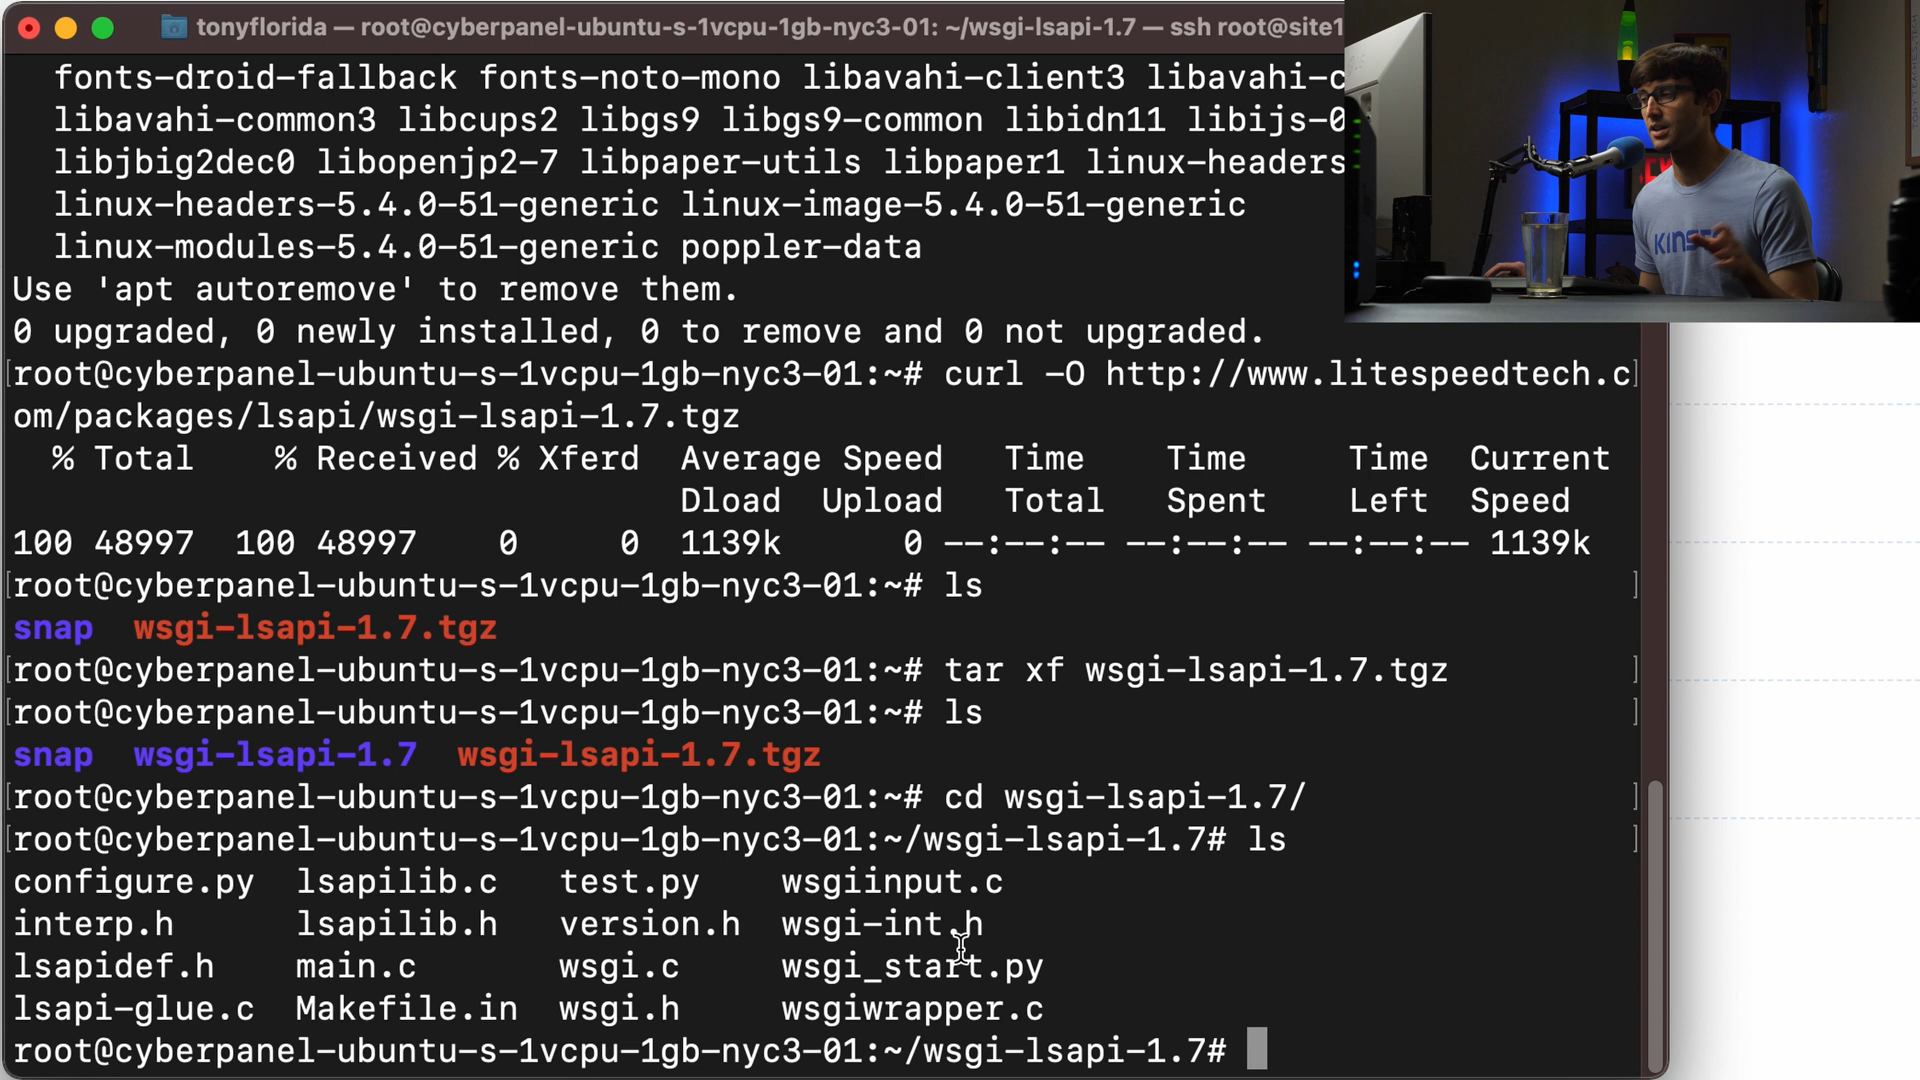 tonyflorida — root@cyberpanel-ubuntu-s-1vcpu-1gb-nyc3-01: ~/wsgi-lsapi-1.7 — ssh root@site1
fonts-droid-fallback fonts-noto-mono libavahi-client3 libavahi-c
libavahi-common3 libcups2 libgs9 libgs9-common libidn11 libijs-0
libjbig2dec0 libopenjp2-7 libpaper-utils libpaper1 linux-headers
linux-headers-5.4.0-51-generic linux-image-5.4.0-51-generic
linux-modules-5.4.0-51-generic poppler-data
Use 'apt autoremove' to remove them.
0 upgraded, 0 newly installed, 0 to remove and 0 not upgraded.
[root@cyberpanel-ubuntu-s-1vcpu-1gb-nyc3-01:~# curl -O http://www.litespeedtech.c]
om/packages/lsapi/wsgi-lsapi-1.7.tgz
% Total % Received % Xferd Average Speed Time Time Time Current
Dload Upload Total Spent Left Speed
100 48997 100 48997 0 0 1139k 0 --:--:-- --:--:-- --:--:-- 1139k
[root@cyberpanel-ubuntu-s-1vcpu-1gb-nyc3-01:~# ls ]
snap wsgi-lsapi-1.7.tgz
[root@cyberpanel-ubuntu-s-1vcpu-1gb-nyc3-01:~# tar xf wsgi-lsapi-1.7.tgz ]
[root@cyberpanel-ubuntu-s-1vcpu-1gb-nyc3-01:~# ls ]
snap wsgi-lsapi-1.7 wsgi-lsapi-1.7.tgz
[root@cyberpanel-ubuntu-s-1vcpu-1gb-nyc3-01:~# cd wsgi-lsapi-1.7/ ]
[root@cyberpanel-ubuntu-s-1vcpu-1gb-nyc3-01:~/wsgi-lsapi-1.7# ls ]
configure.py lsapilib.c test.py wsgiinput.c
interp.h lsapilib.h version.h wsgi-int.h
lsapidef.h main.c wsgi.c wsgi_start.py
lsapi-glue.c Makefile.in wsgi.h wsgiwrapper.c
root@cyberpanel-ubuntu-s-1vcpu-1gb-nyc3-01:~/wsgi-lsapi-1.7#